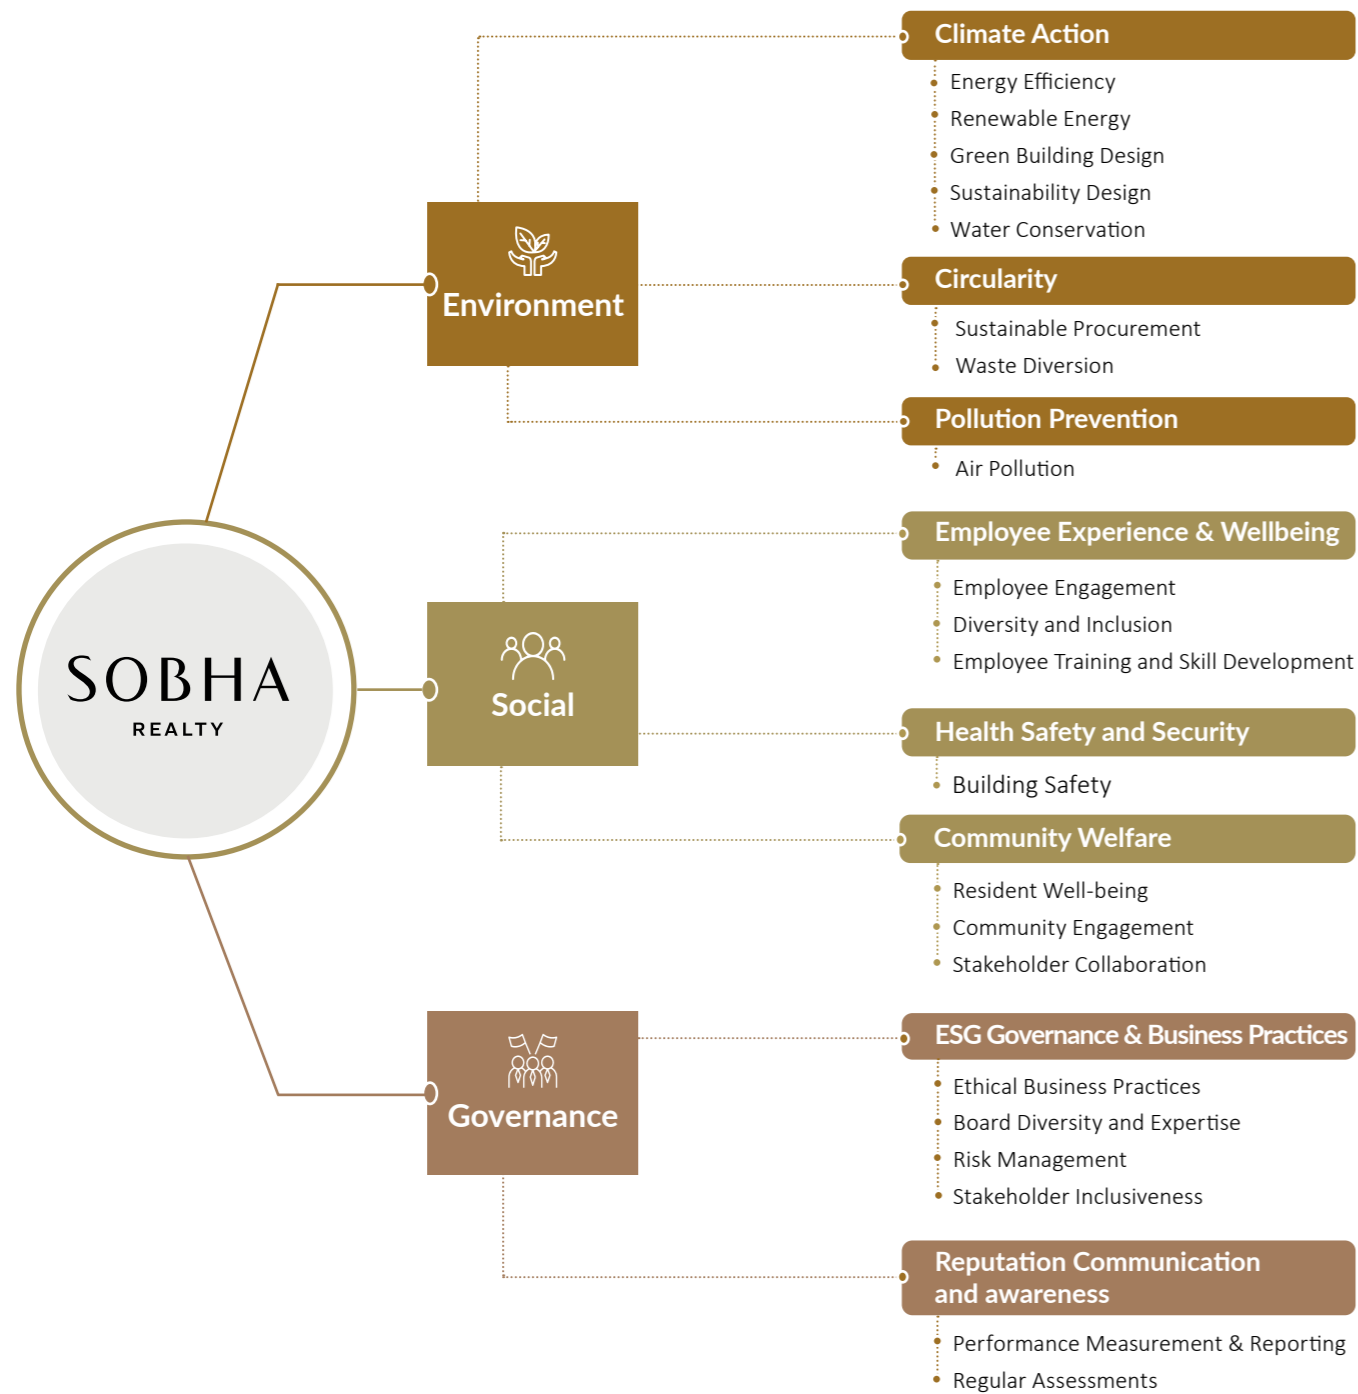 Climate Action
Energy Efficiency
Renewable Energy
Green Building Design
Sustainability Design
Water Conservation
Environment
Circularity
Sustainable Procurement
Waste Diversion
Pollution Prevention
Air Pollution
SOBHA
REALTY
Social
Employee Experience & Wellbeing
Employee Engagement
Diversity and Inclusion
Employee Training and Skill Development
Health Safety and Security
Building Safety
Community Welfare
Resident Well-being
Community Engagement
Stakeholder Collaboration
Governance
ESG Governance & Business Practices
Ethical Business Practices
Board Diversity and Expertise
Risk Management
Stakeholder Inclusiveness
Reputation Communication
and awareness
Performance Measurement & Reporting
Regular Assessments